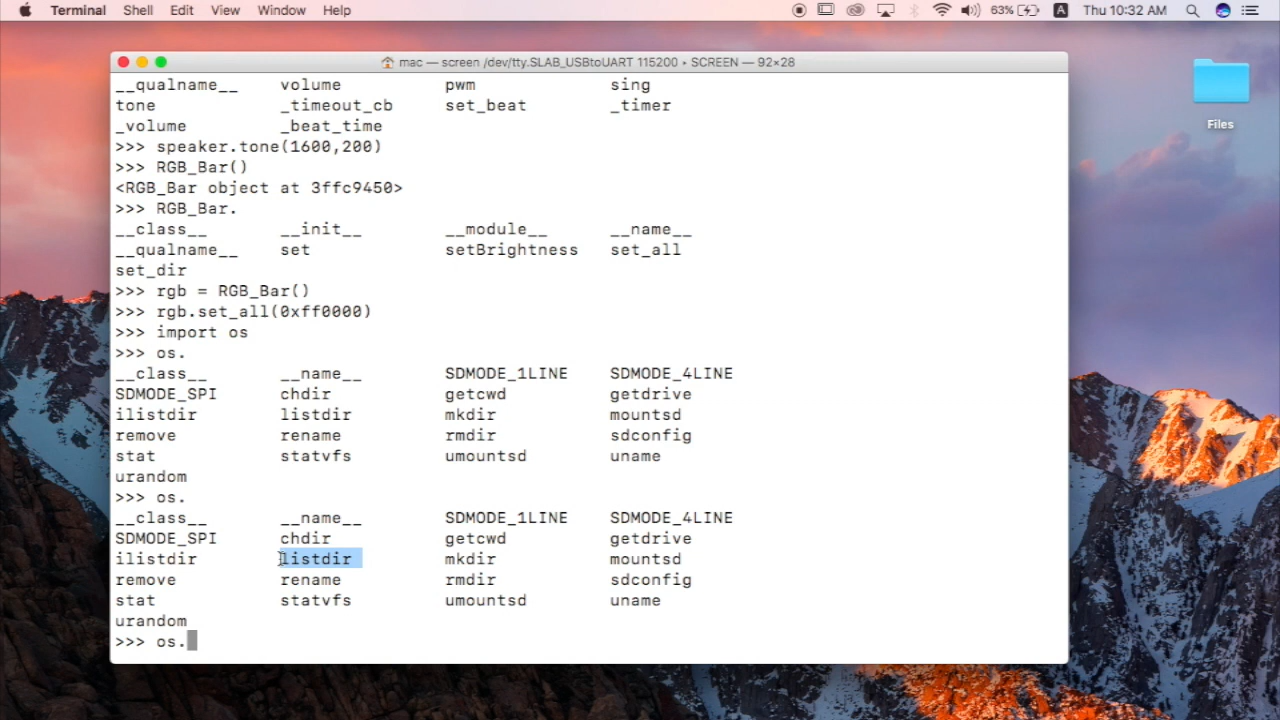 Terminal Shell Edit View Window Help 63% A Thu 10:32 AM
mac — screen /dev/tty.SLAB_USBtoUART 115200 ▸ SCREEN — 92×28
Files
__qualname__ volume pwm sing
tone _timeout_cb set_beat _timer
_volume _beat_time
>>> speaker.tone(1600,200)
>>> RGB_Bar()
<RGB_Bar object at 3ffc9450>
>>> RGB_Bar.
__class__ __init__ __module__ __name__
__qualname__ set setBrightness set_all
set_dir
>>> rgb = RGB_Bar()
>>> rgb.set_all(0xff0000)
>>> import os
>>> os.
__class__ __name__ SDMODE_1LINE SDMODE_4LINE
SDMODE_SPI chdir getcwd getdrive
ilistdir listdir mkdir mountsd
remove rename rmdir sdconfig
stat statvfs umountsd uname
urandom
>>> os.
__class__ __name__ SDMODE_1LINE SDMODE_4LINE
SDMODE_SPI chdir getcwd getdrive
ilistdir listdir mkdir mountsd
remove rename rmdir sdconfig
stat statvfs umountsd uname
urandom
>>> os.